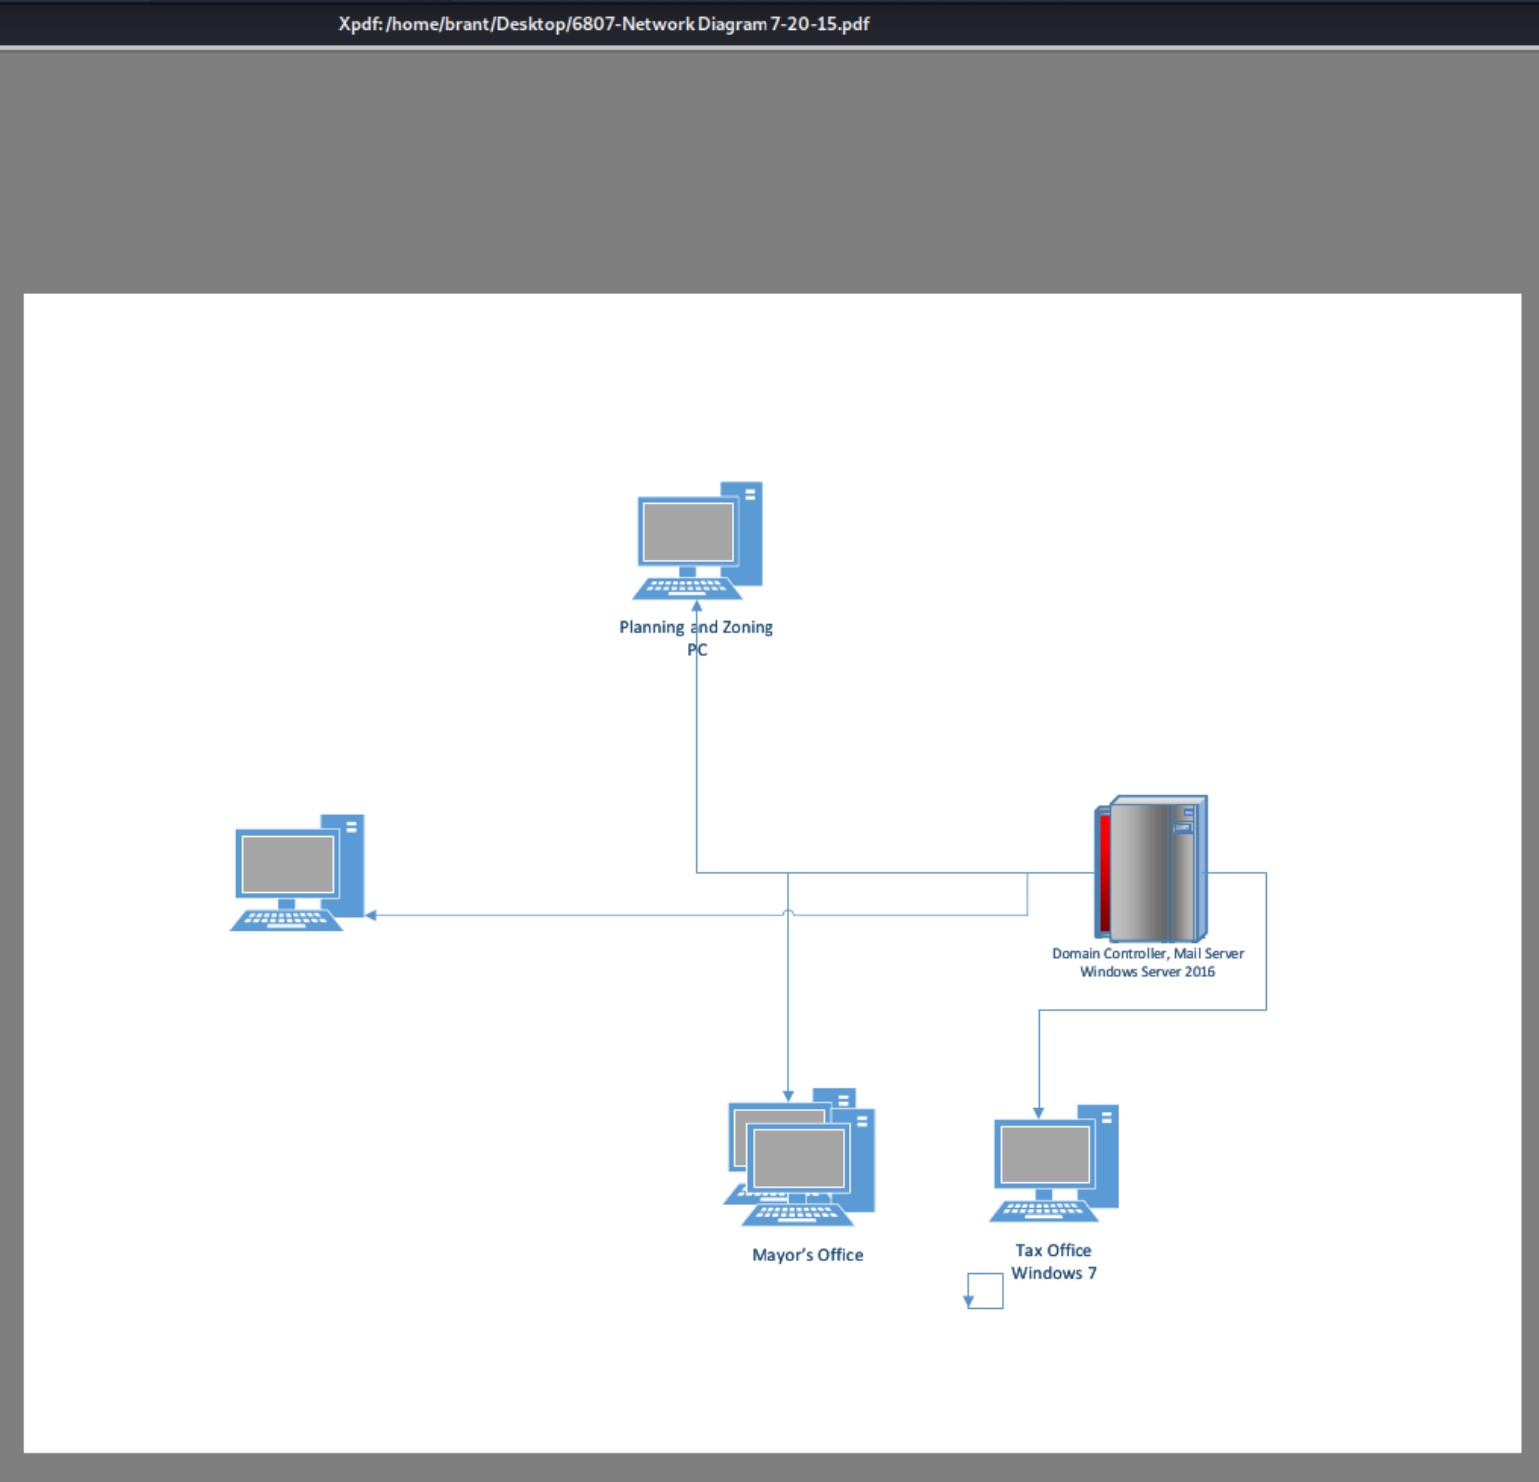 Xpdf: /home/brant/Desktop/6807-Network Diagram 7-20-15.pdf
Planning and Zoning
PC
Domain Controller, Mail Server
Windows Server 2016
Mayor's Office
Tax Office
Windows 7